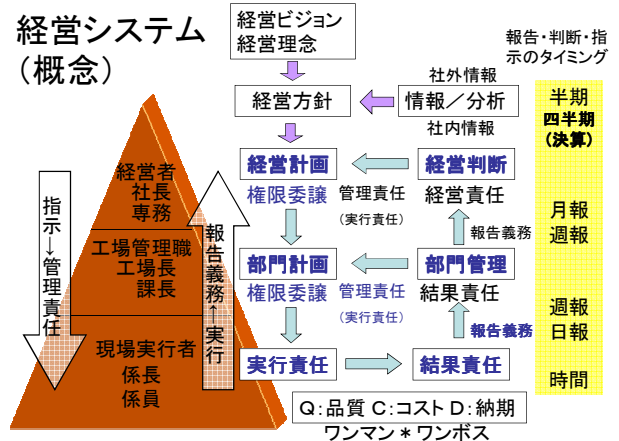 経営システム
(概念)
経営ビジョン
経営理念
報告・判断・指
示のタイミング
社外情報
経営方針
情報／分析
社内情報
半期
四半期
(決算)
経営計画
経営判断
権限委譲
管理責任
(実行責任)
経営責任
報告義務
月報
週報
部門計画
部門管理
権限委譲
管理責任
(実行責任)
結果責任
報告義務
週報
日報
実行責任
結果責任
時間
Q:品質 C:コスト D:納期
ワンマン＊ワンボス
経営者
社長
専務
工場管理職
工場長
課長
現場実行者
係長
係員
指示→管理責任
報告義務←実行